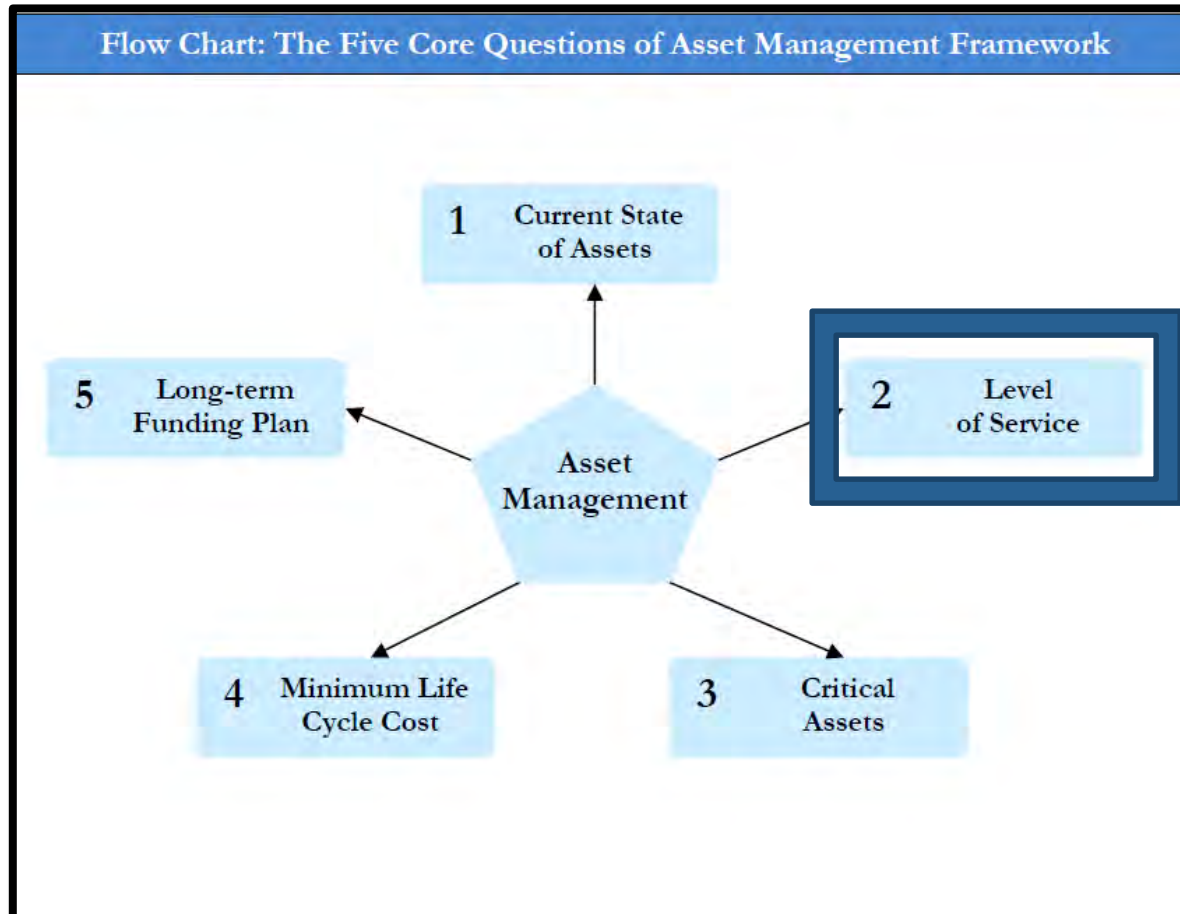 Flow Chart: The Five Core Questions of Asset Management Framework
1 Current State
of Assets
5 Long-term
Funding Plan
2 Level
of Service
Asset
Management
4 Minimum Life
Cycle Cost
3 Critical
Assets